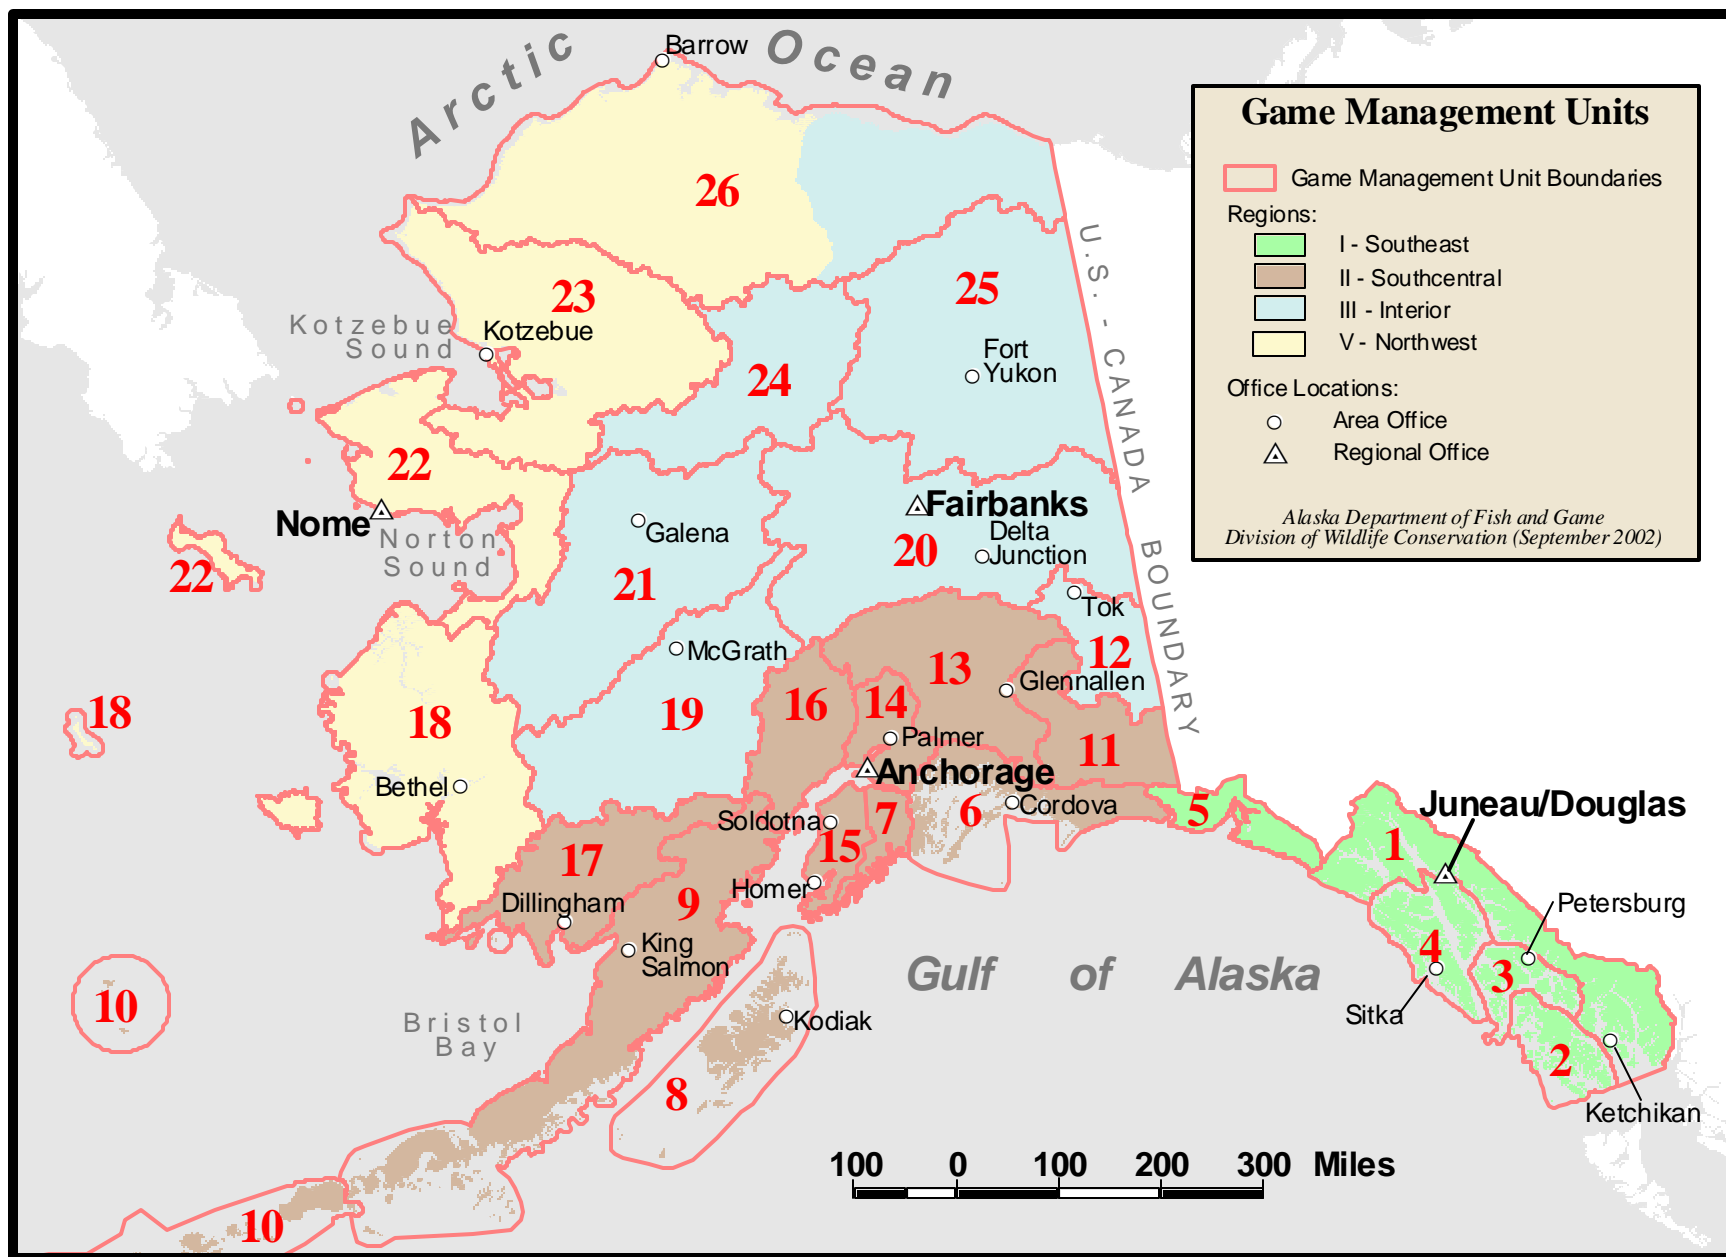 Arctic Ocean
Barrow
Game Management Units
Game Management Unit Boundaries
Regions:
I - Southeast
II - Southcentral
III - Interior
V - Northwest
Office Locations:
Area Office
Regional Office
Alaska Department of Fish and Game
Division of Wildlife Conservation (September 2002)
26
U.S. - CANADA BOUNDARY
23
25
Kotzebue
Sound
Kotzebue
Fort
Yukon
24
22
Nome
Norton
Sound
Galena
Fairbanks
Delta
Junction
20
22
21
Tok
McGrath
13
12
Glennallen
18
18
19
16
14
Palmer
11
Anchorage
Bethel
Soldotna
7
6
Cordova
5
Juneau/Douglas
15
1
17
Homer
9
Dillingham
King
Salmon
Petersburg
4
3
Gulf of Alaska
10
Bristol
Bay
Kodiak
Sitka
2
8
Ketchikan
100 0 100 200 300 Miles
10